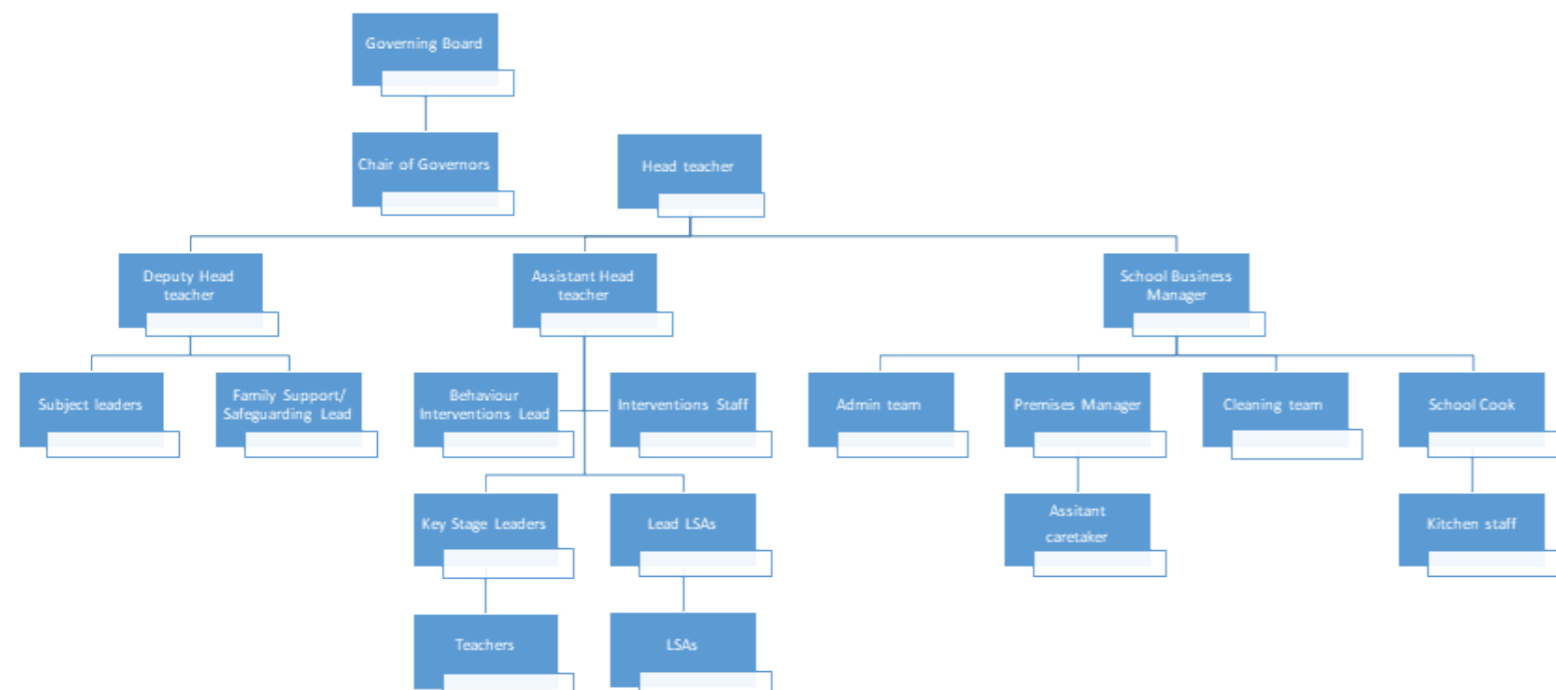 Governing Board
Chair of Governors
Head teacher
Deputy Head
teacher
Assistant Head
teacher
School Business
Manager
Subject leaders
Family Support/
Safeguarding Lead
Behaviour
Interventions Lead
Interventions Staff
Admin team
Premises Manager
Cleaning team
School Cook
Key Stage Leaders
Lead LSAs
Assitant
caretaker
Kitchen staff
Teachers
LSAs